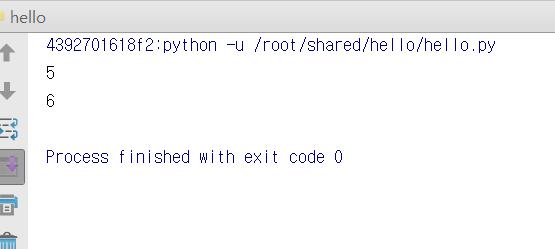 hello
4392701618f2:python -u /root/shared/hello/hello.py
5
6
Process finished with exit code 0